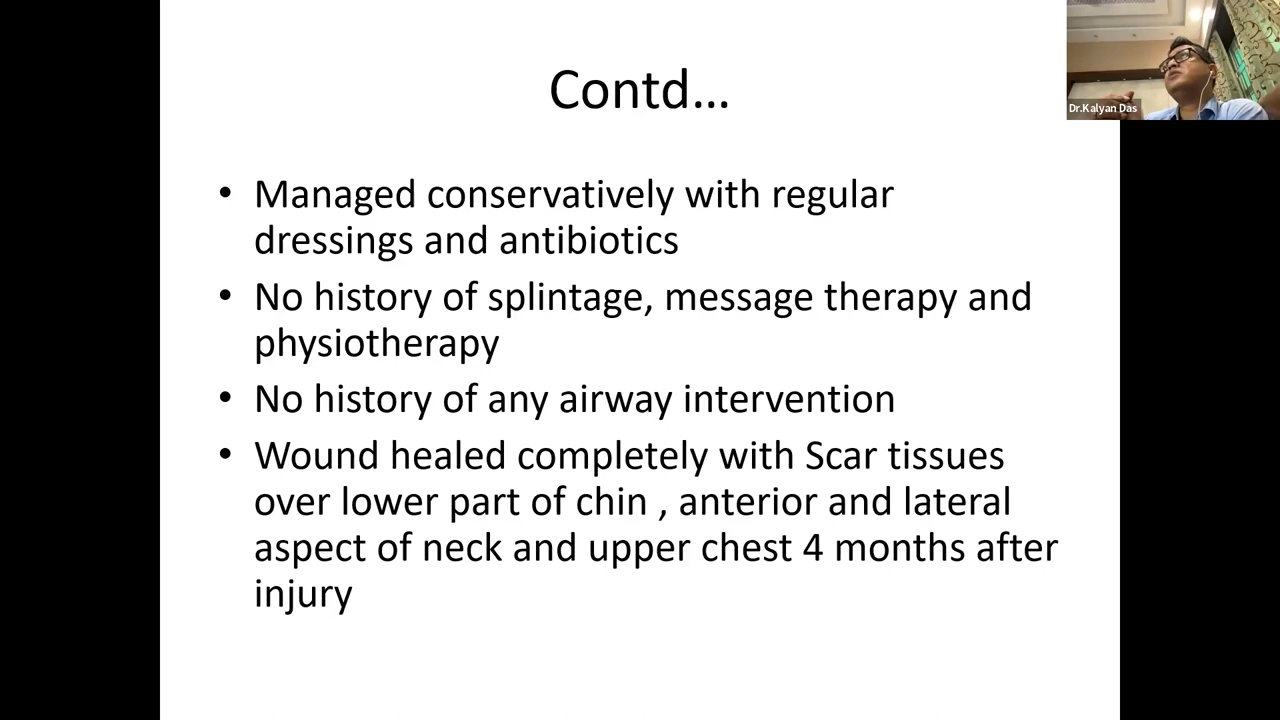 Contd...
Dr.Kalyan Das
• Managed conservatively with regular
dressings and antibiotics
• No history of splintage, message therapy and
physiotherapy
• No history of any airway intervention
• Wound healed completely with Scar tissues
over lower part of chin , anterior and lateral
aspect of neck and upper chest 4 months after
injury